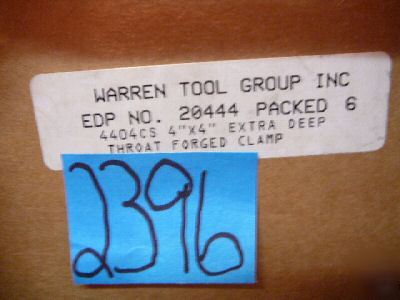 WARREN TOOL GROUP INC
EDP NO. 20444 PACKED 6
4404CS 4"X4" EXTRA DEEP
THROAT FORGED CLAMP
2396